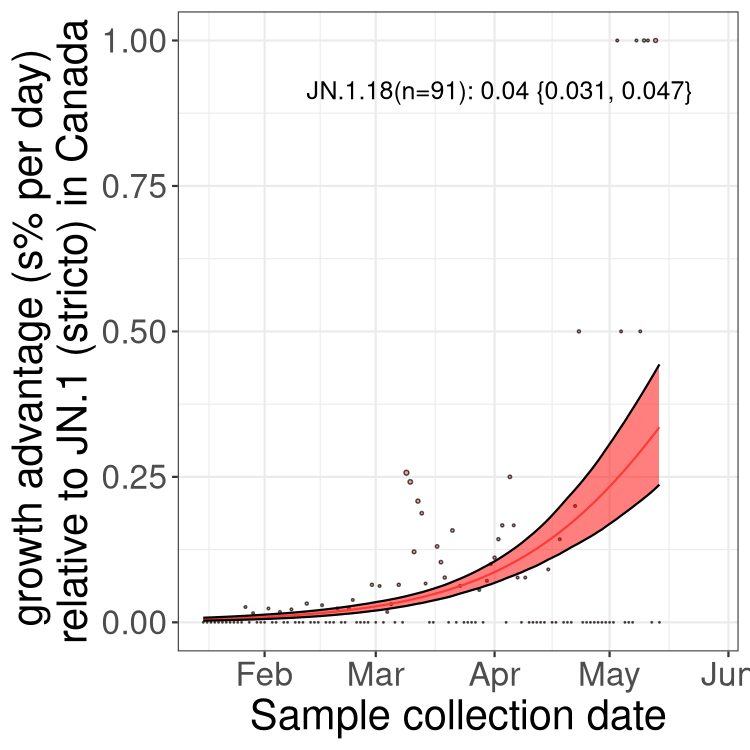 growth advantage (s% per day)
relative to JN.1 (stricto) in Canada
1.00
0.75
0.50
0.25
0.00
JN.1.18(n=91): 0.04 {0.031, 0.047}
Feb
Mar
Apr
May
Jun
Sample collection date